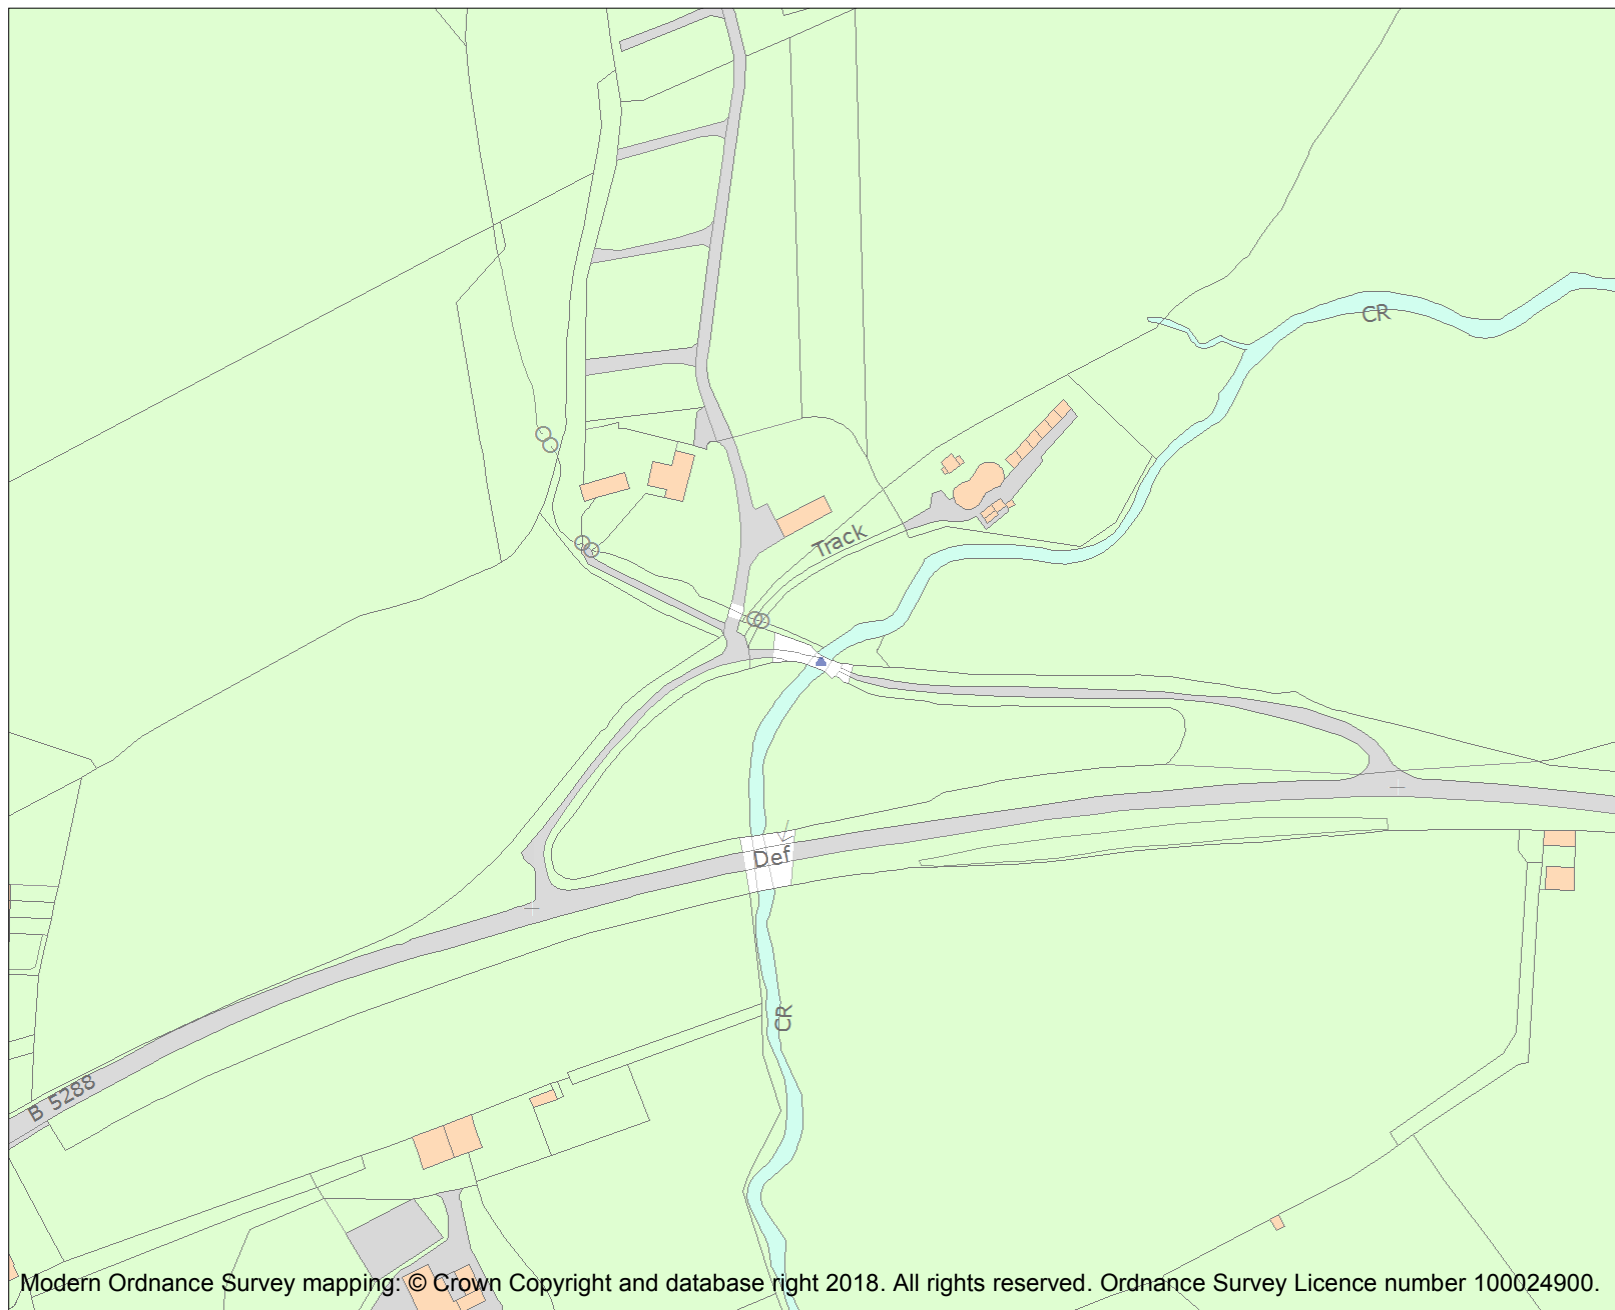 CR
Track
Def
CR
B 5288
Modern Ordnance Survey mapping: © Crown Copyright and database right 2018. All rights reserved. Ordnance Survey Licence number 100024900.